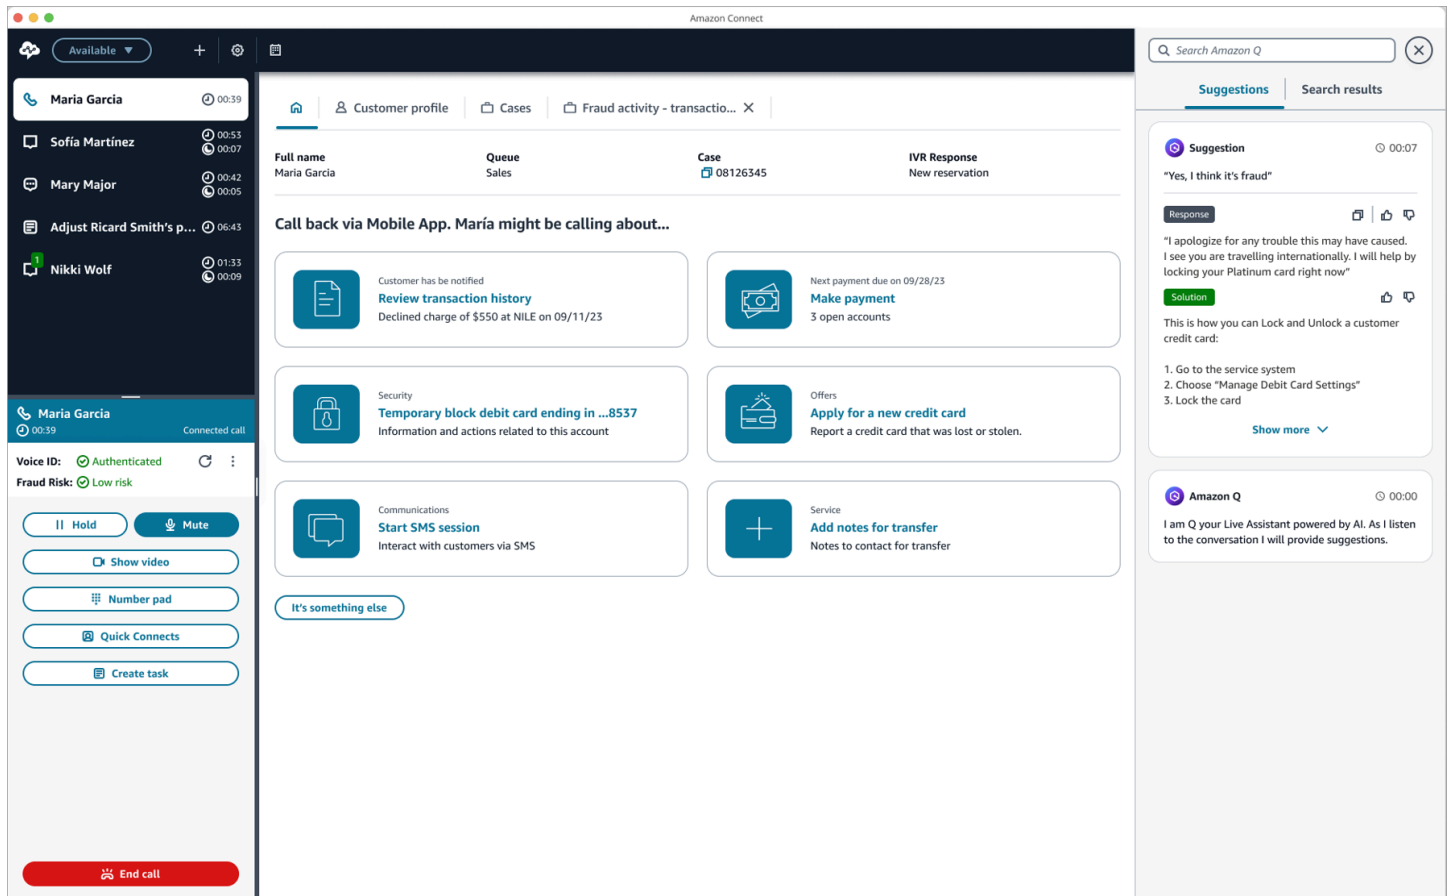 Amazon Connect
Available
Maria Garcia 00:39
Sofía Martínez 00:53
00:07
Mary Major 00:42
00:05
Adjust Ricard Smith's p... 06:43
1
Nikki Wolf 01:33
00:09
Maria Garcia
00:39 Connected call
Voice ID: Authenticated
Fraud Risk: Low risk
Hold Mute
Show video
Number pad
Quick Connects
Create task
End call
Customer profile Cases Fraud activity - transactio...
Full name Queue Case IVR Response
Maria Garcia Sales 08126345 New reservation
Call back via Mobile App. María might be calling about...
Customer has be notified
Review transaction history
Declined charge of $550 at NILE on 09/11/23
Next payment due on 09/28/23
Make payment
3 open accounts
Security
Temporary block debit card ending in ...8537
Information and actions related to this account
Offers
Apply for a new credit card
Report a credit card that was lost or stolen.
Communications
Start SMS session
Interact with customers via SMS
Service
Add notes for transfer
Notes to contact for transfer
It's something else
Search Amazon Q
Suggestions Search results
Suggestion 00:07
“Yes, I think it's fraud”
Response
“I apologize for any trouble this may have caused.
I see you are travelling internationally. I will help by
locking your Platinum card right now”
Solution
This is how you can Lock and Unlock a customer
credit card:
1. Go to the service system
2. Choose “Manage Debit Card Settings”
3. Lock the card
Show more
Amazon Q 00:00
I am Q your Live Assistant powered by AI. As I listen
to the conversation I will provide suggestions.